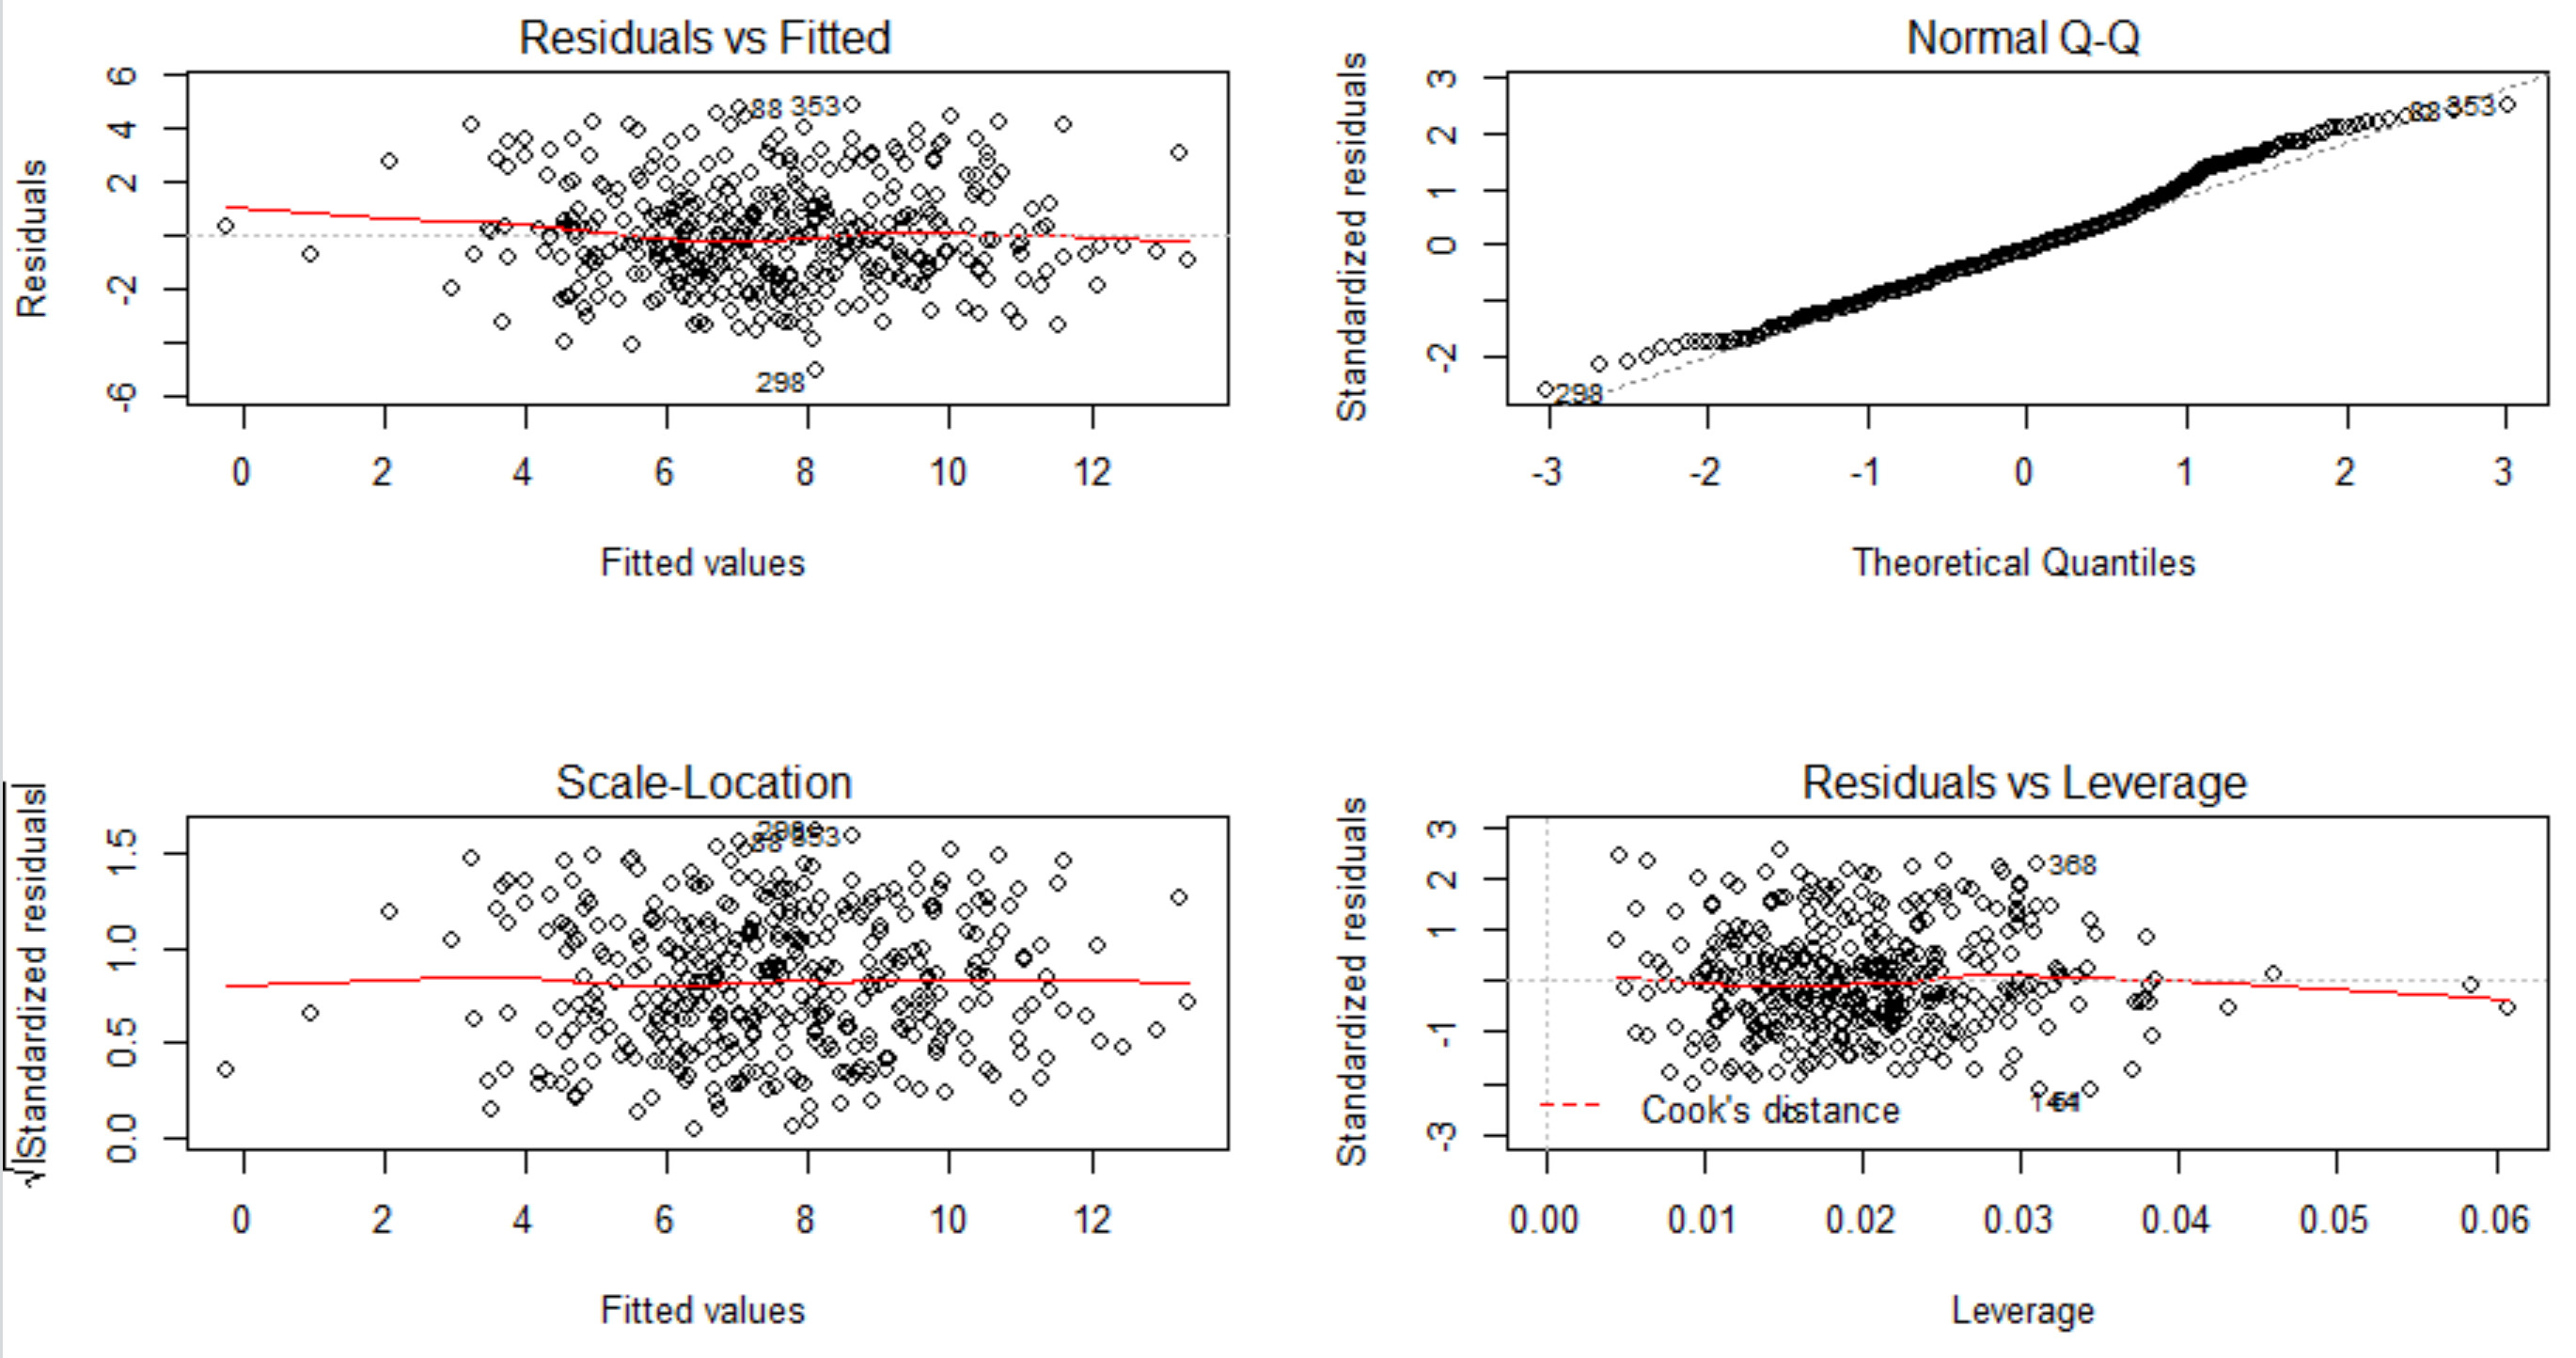 Residuals vs Fitted
Residuals
6
4
2
-2
-6
88 353
298
0 2 4 6 8 10 12
Fitted values
Normal Q-Q
Standardized residuals
3
2
1
0
-2
88 353
298
-3 -2 -1 0 1 2 3
Theoretical Quantiles
Scale-Location
√|Standardized residuals|
1.5
1.0
0.5
0.0
298
88 353
0 2 4 6 8 10 12
Fitted values
Residuals vs Leverage
Standardized residuals
3
2
1
-1
-3
368
Cook's distance
0.00 0.01 0.02 0.03 0.04 0.05 0.06
Leverage